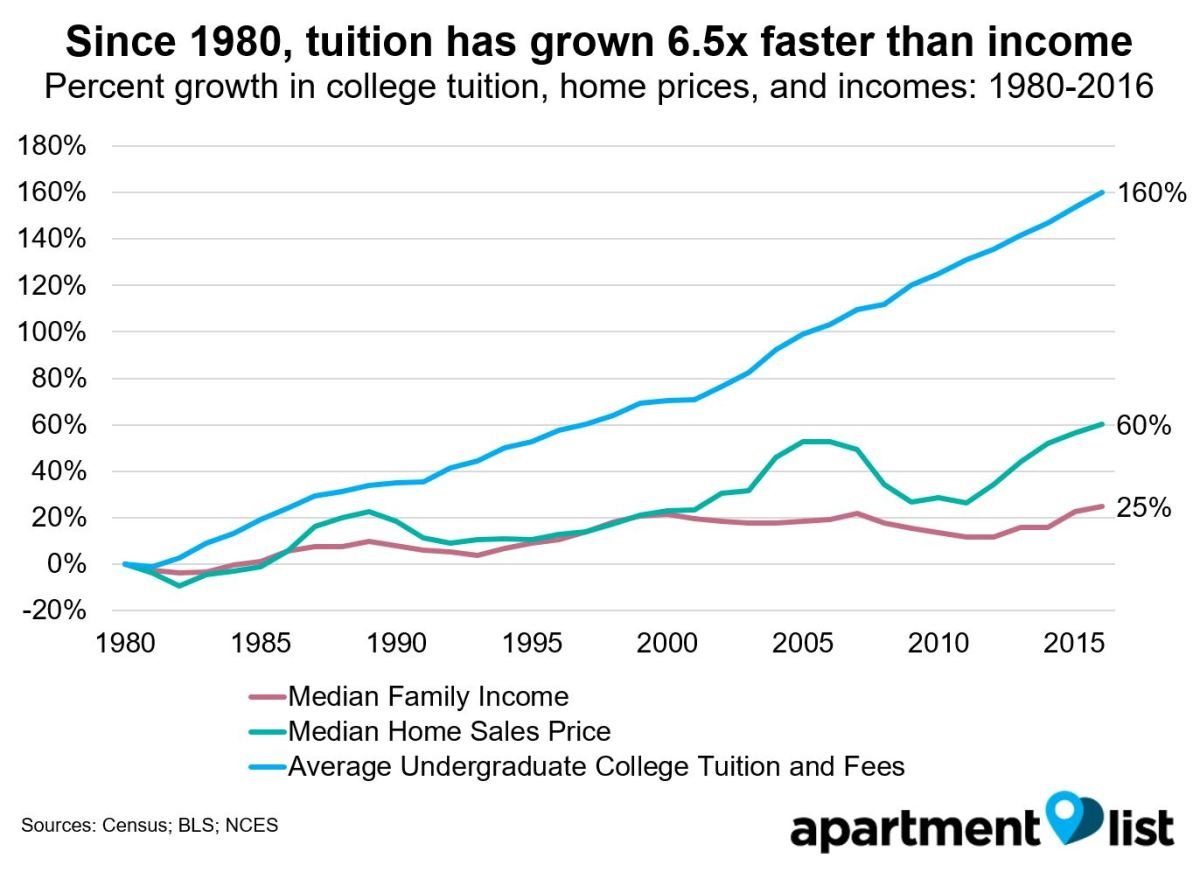 Since 1980, tuition has grown 6.5x faster than income
Percent growth in college tuition, home prices, and incomes: 1980-2016
180%
160%
140%
120%
100%
80%
60%
40%
20%
0%
-20%
160%
60%
25%
1980 1985 1990 1995 2000 2005 2010 2015
Median Family Income
Median Home Sales Price
Average Undergraduate College Tuition and Fees
Sources: Census; BLS; NCES
apartment list